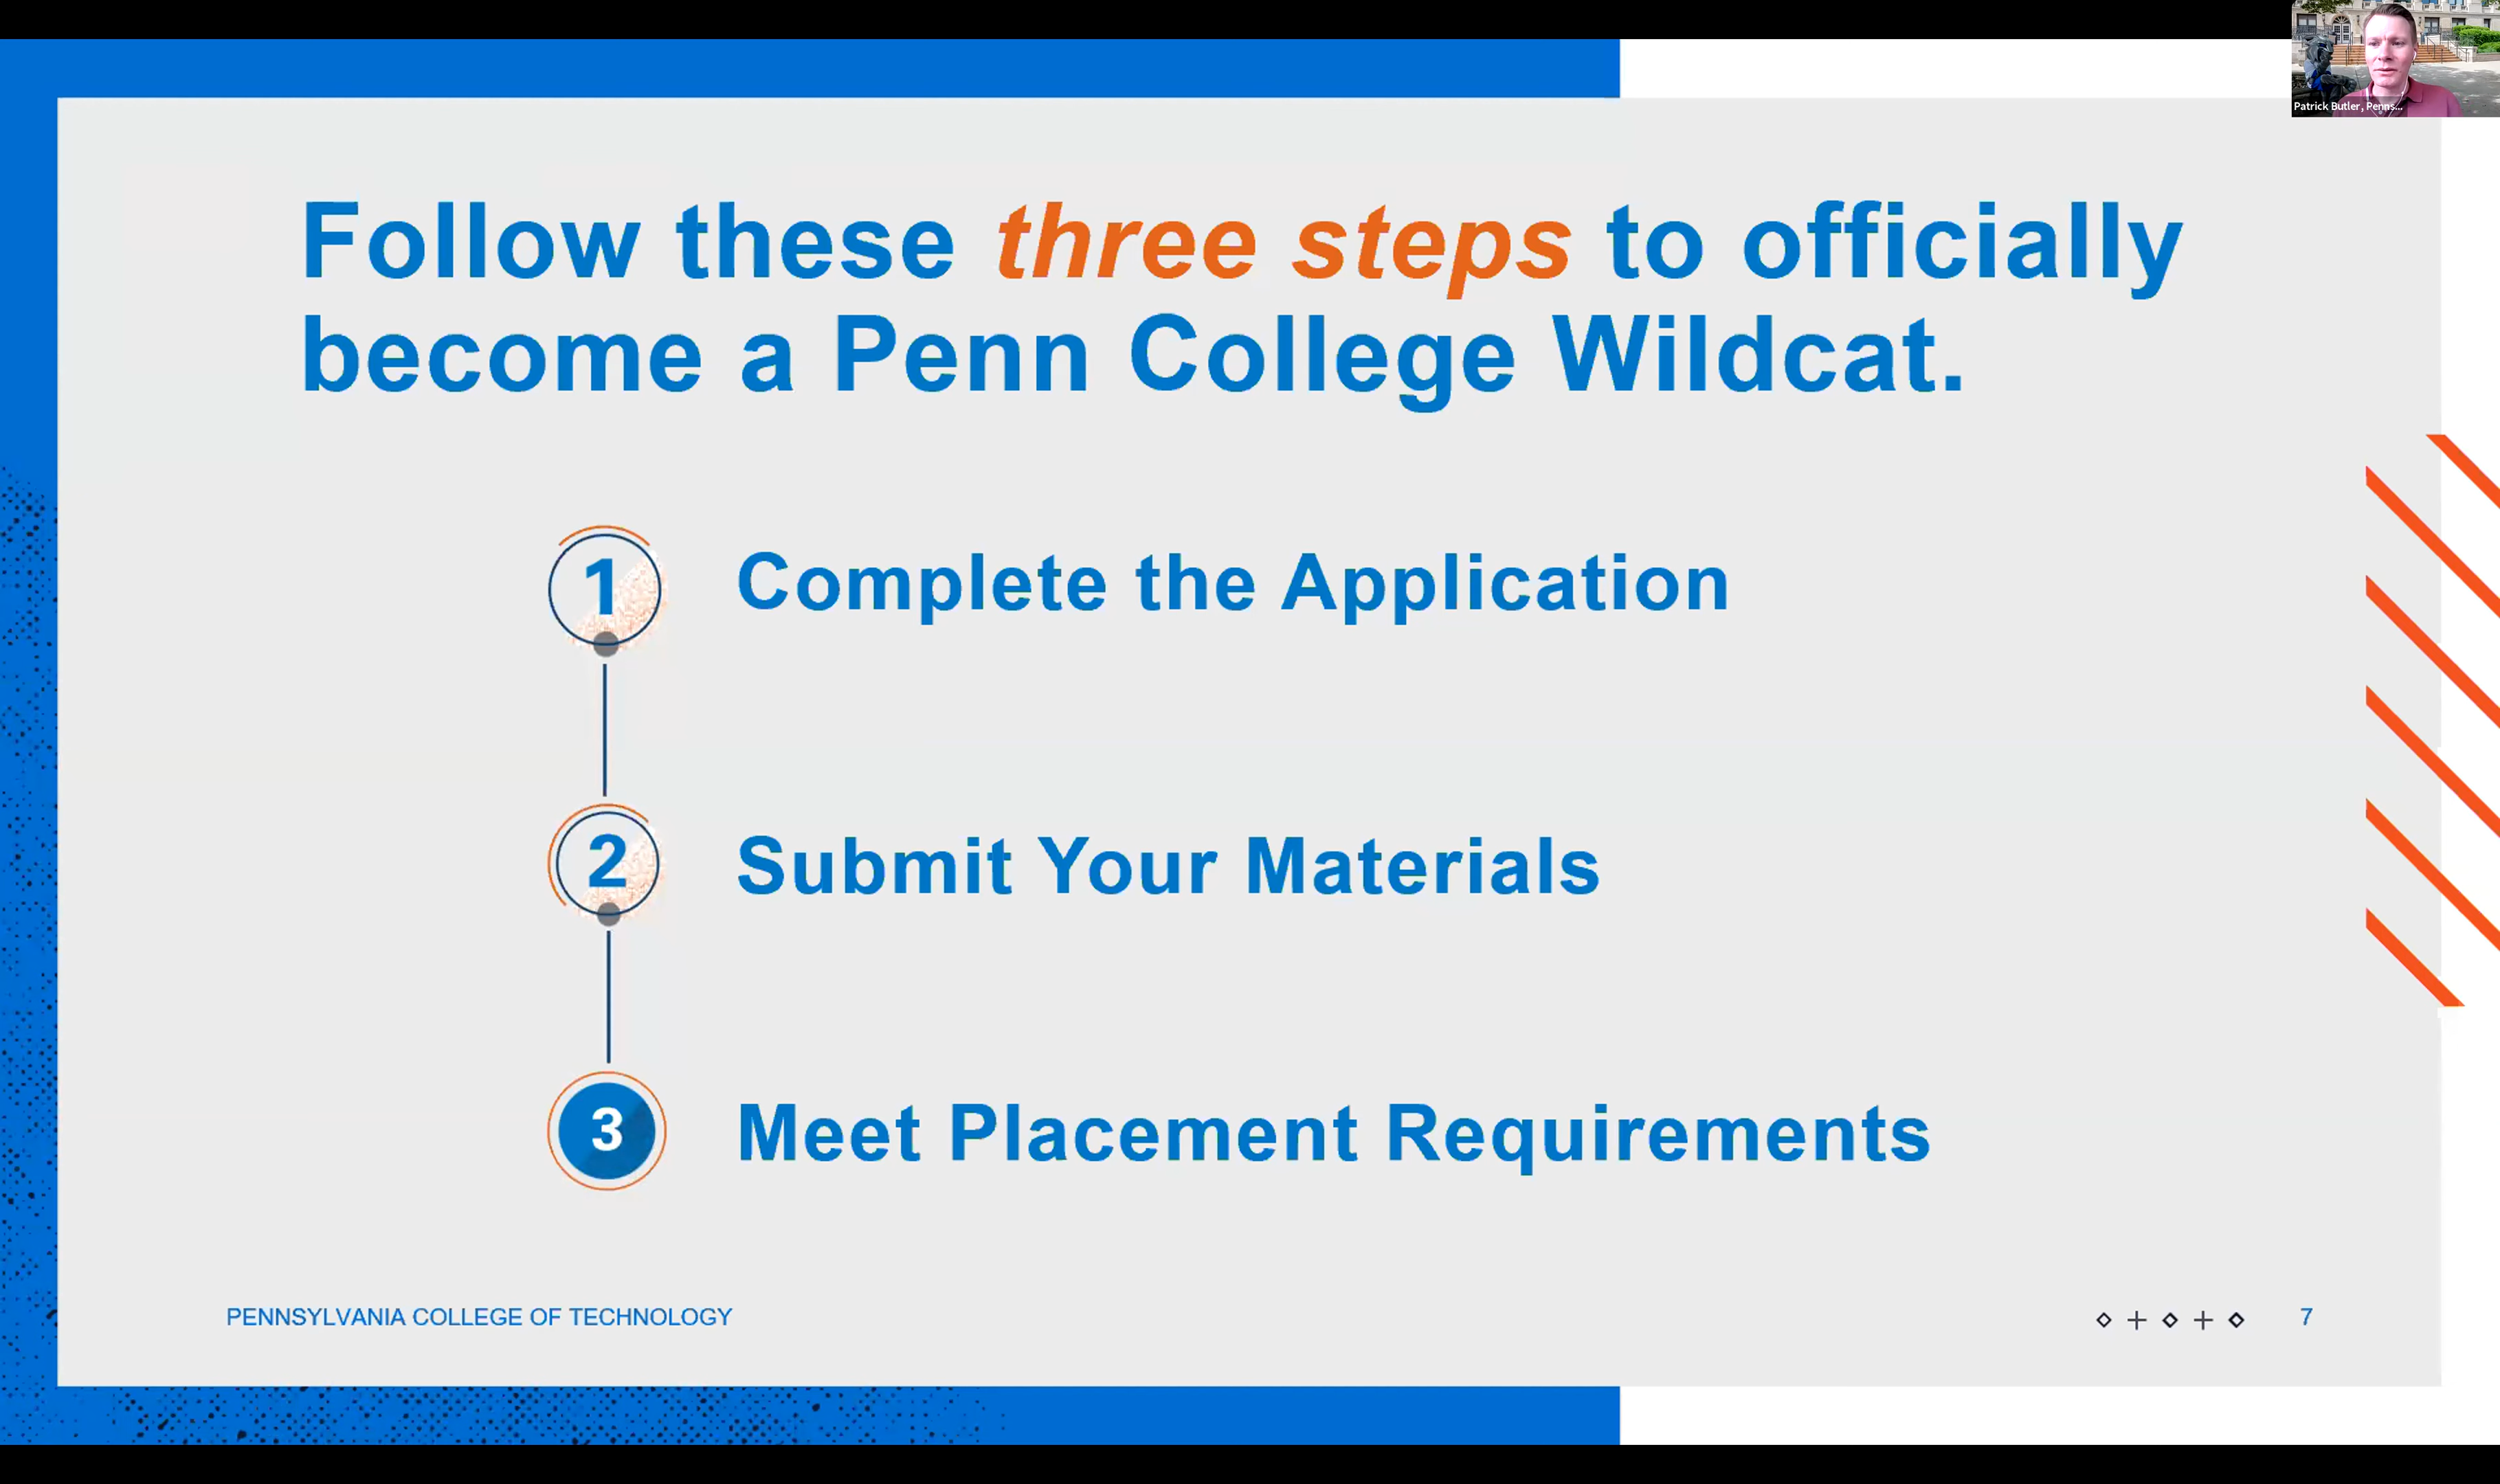 Patrick Butler, Penns...
Follow these three steps to officially
become a Penn College Wildcat.
1
Complete the Application
2
Submit Your Materials
3
Meet Placement Requirements
PENNSYLVANIA COLLEGE OF TECHNOLOGY
7